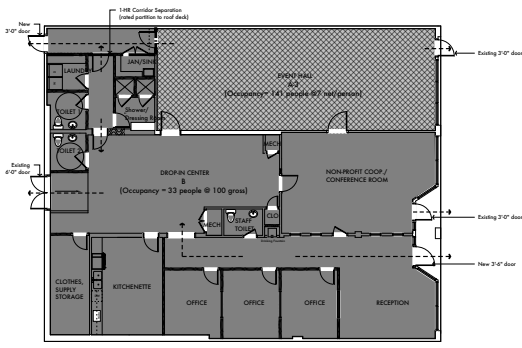 1-HR Corridor Separation
(rated partition to roof deck)
New
3'-0" door
Existing 3'-0" door
JAN/SINK
LAUND
EVENT HALL
A-3
(Occupancy= 141 people @7 net/person)
TOILET 1
Shower/
Dressing Room
TOILET 2
MECH
Existing
6'-0" door
DROP-IN CENTER
B
(Occupancy = 33 people @ 100 gross)
NON-PROFIT COOP /
CONFERENCE ROOM
MECH
STAFF
TOILET
CLO
Existing 3'-0" door
New 3'-6" door
CLOTHES,
SUPPLY
STORAGE
KITCHENETTE
OFFICE
OFFICE
OFFICE
RECEPTION